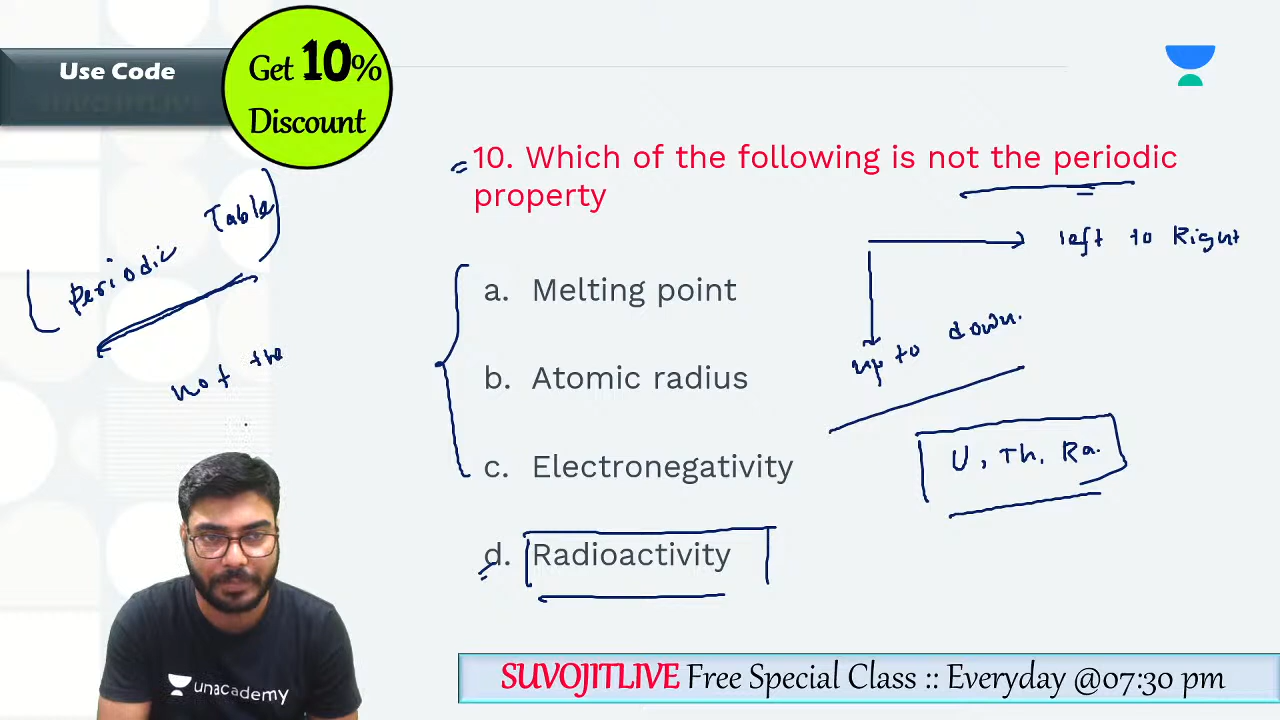 Use Code
SUVOJITLIVE
Get 10%
Discount
10. Which of the following is not the periodic
property
a. Melting point
b. Atomic radius
c. Electronegativity
d. Radioactivity
Periodic Table
not the
left to Right
up to down.
U, Th, Ra.
unacademy
SUVOJITLIVE Free Special Class :: Everyday @07:30 pm